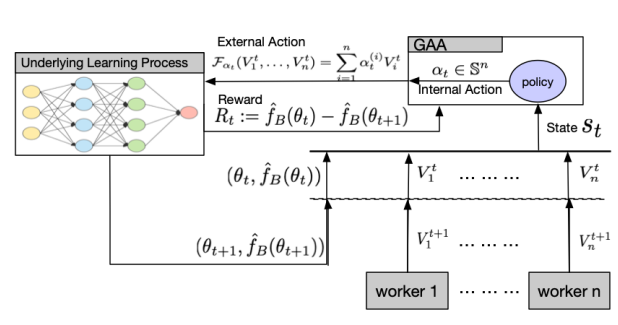 External Action
GAA
Underlying Learning Process
$\mathcal{F}_{\alpha_t}(V_1^t, \ldots, V_n^t) = \sum_{i=1}^{n} \alpha_t^{(i)} V_i^t$
$\alpha_t \in \mathbb{S}^n$
policy
Internal Action
Reward
$R_t := \hat{f}_B(\theta_t) - \hat{f}_B(\theta_{t+1})$
State $s_t$
$(\theta_t, \hat{f}_B(\theta_t))$
$V_1^t$ ... ... ... $V_n^t$
$(\theta_{t+1}, \hat{f}_B(\theta_{t+1}))$
$V_1^{t+1}$ ... ... ... $V_n^{t+1}$
worker 1 ... ... ... worker n